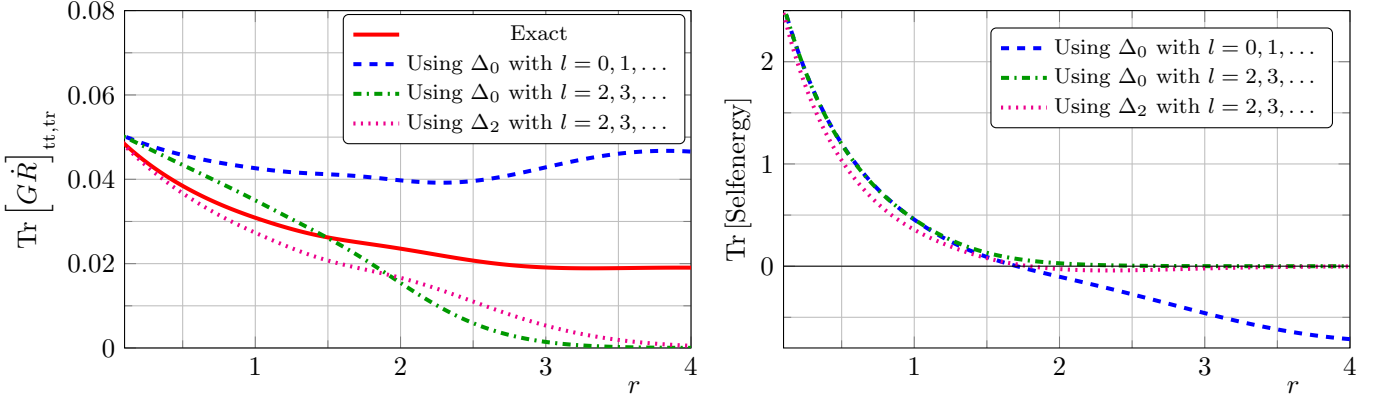 0.08
0.06
0.04
0.02
0
1
2
3
4
r
Tr [GṘ]tt,tr
Exact
Using Δ₀ with l = 0, 1, . . .
Using Δ₀ with l = 2, 3, . . .
Using Δ₂ with l = 2, 3, . . .
2
1
0
1
2
3
4
r
Tr [Selfenergy]
Using Δ₀ with l = 0, 1, . . .
Using Δ₀ with l = 2, 3, . . .
Using Δ₂ with l = 2, 3, . . .